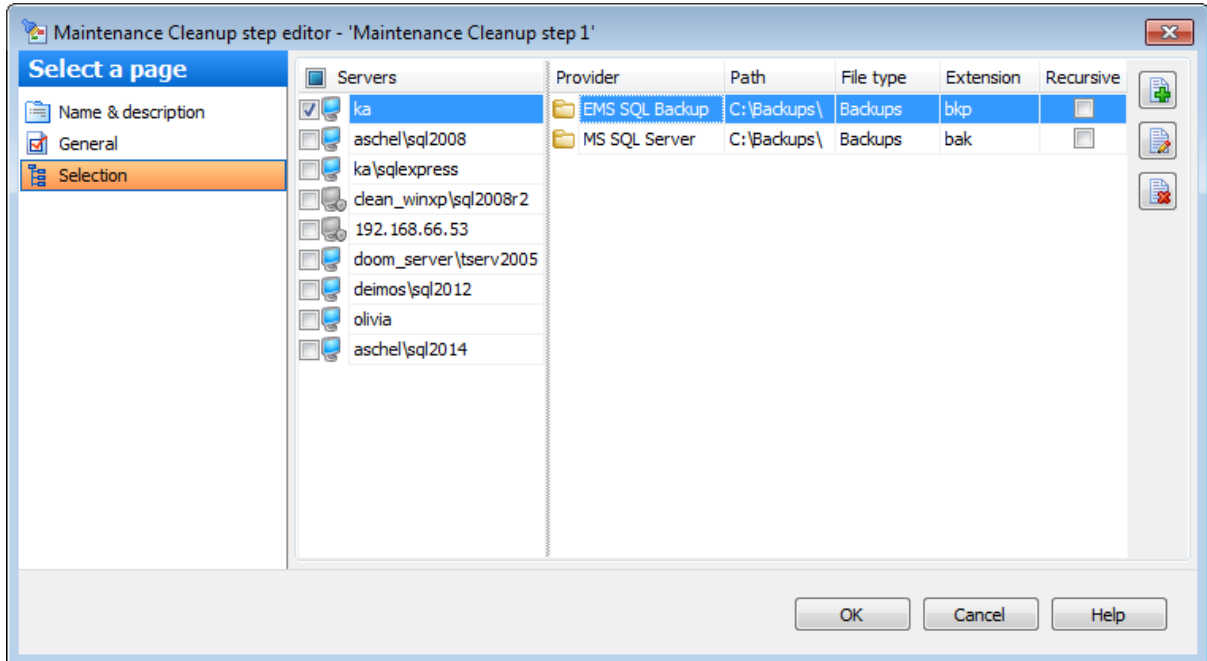 Maintenance Cleanup step editor - 'Maintenance Cleanup step 1'
Select a page
Name & description
General
Selection
Servers
ka
aschel\sql2008
ka\sqlexpress
clean_winxp\sql2008r2
192.168.66.53
doom_server\tserv2005
deimos\sql2012
olivia
aschel\sql2014
Provider Path File type Extension Recursive
EMS SQL Backup C:\Backups\ Backups bkp
MS SQL Server C:\Backups\ Backups bak
OK Cancel Help